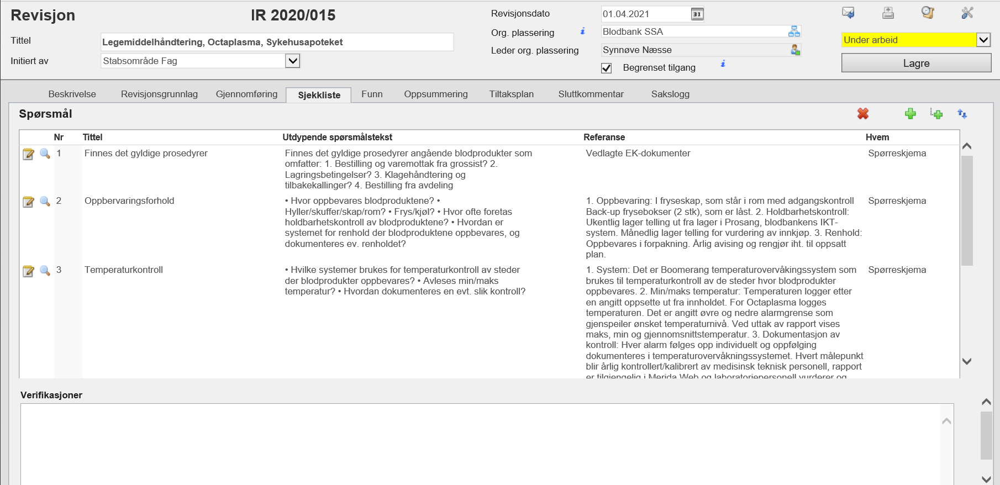 Revisjon
IR 2020/015
Revisjonsdato
01.04.2021
31
Org. plassering
Blodbank SSA
Tittel
Legemiddelhåndtering, Octaplasma, Sykehusapoteket
Under arbeid
Leder org. plassering
Synnøve Næsse
Initiert av
Stabsområde Fag
Lagre
Begrenset tilgang
Beskrivelse
Revisjonsgrunnlag
Gjennomføring
Sjekkliste
Funn
Oppsummering
Tiltaksplan
Sluttkommentar
Sakslogg
Spørsmål
Nr
Tittel
Utdypende spørsmålstekst
Referanse
Hvem
1
Finnes det gyldige prosedyrer
Finnes det gyldige prosedyrer angående blodprodukter som
omfatter: 1. Bestilling og varemottak fra grossist? 2.
Lagringsbetingelser? 3. Klagehåndtering og
tilbakekallinger? 4. Bestilling fra avdeling
Vedlagte EK-dokumenter
Spørreskjema
2
Oppbervaringsforhold
• Hvor oppbevares blodproduktene? •
Hyller/skuffer/skap/rom? • Frys/kjøl? • Hvor ofte foretas
holdbarhetskontroll av blodproduktene? • Hvordan er
systemet for renhold der blodproduktene oppbevares, og
dokumenteres ev. renholdet?
1. Oppbevaring: I fryseskap, som står i rom med adgangskontroll
Back-up frysebokser (2 stk), som er låst. 2. Holdbarhetskontroll:
Ukentlig lager telling ut fra lager i Prosang, blodbankens IKT-
system. Månedlig lager telling for vurdering av innkjøp. 3. Renhold:
Oppbevares i forpakning. Årlig avising og rengjør iht. til oppsatt
plan.
Spørreskjema
3
Temperaturkontroll
• Hvilke systemer brukes for temperaturkontroll av steder
der blodprodukter oppbevares? • Avleses min/maks
temperatur? • Hvordan dokumenteres en evt. slik kontroll?
1. System: Det er Boomerang temperaturovervåkingssystem som
brukes til temperaturkontroll av de steder hvor blodprodukter
oppbevares. 2. Min/maks temperatur: Temperaturen logger etter
en angitt oppsette ut fra innholdet. For Octaplasma logges
temperaturen. Det er angitt øvre og nedre alarmgrense som
gjenspeiler ønsket temperaturnivå. Ved uttak av rapport vises
maks, min og gjennomsnittstemperatur. 3. Dokumentasjon av
kontroll: Hver alarm følges opp individuelt og oppfølging
dokumenteres i temperaturovervåkningssystemet. Hvert målepunkt
blir årlig kontrollert/kalibrert av medisinsk teknisk personell, rapport
er tilgjengelig i Merida Web og laboratoriepersonell vurderer og
Spørreskjema
Verifikasjoner